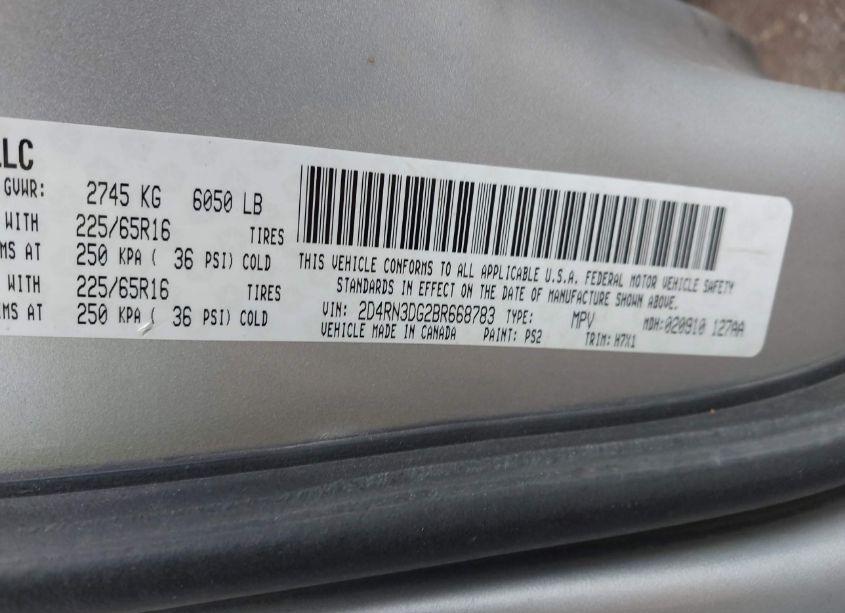 LLC
GVWR: 2745 KG 6050 LB
WITH 225/65R16 TIRES
MS AT 250 KPA ( 36 PSI) COLD
WITH 225/65R16 TIRES
MS AT 250 KPA ( 36 PSI) COLD
THIS VEHICLE CONFORMS TO ALL APPLICABLE U.S.A. FEDERAL MOTOR VEHICLE SAFETY
STANDARDS IN EFFECT ON THE DATE OF MANUFACTURE SHOWN ABOVE.
VIN: 2D4RN3DG2BR668783 TYPE: MPV MDH:020910 127AA
VEHICLE MADE IN CANADA PAINT: PS2 TRIM: H7X1